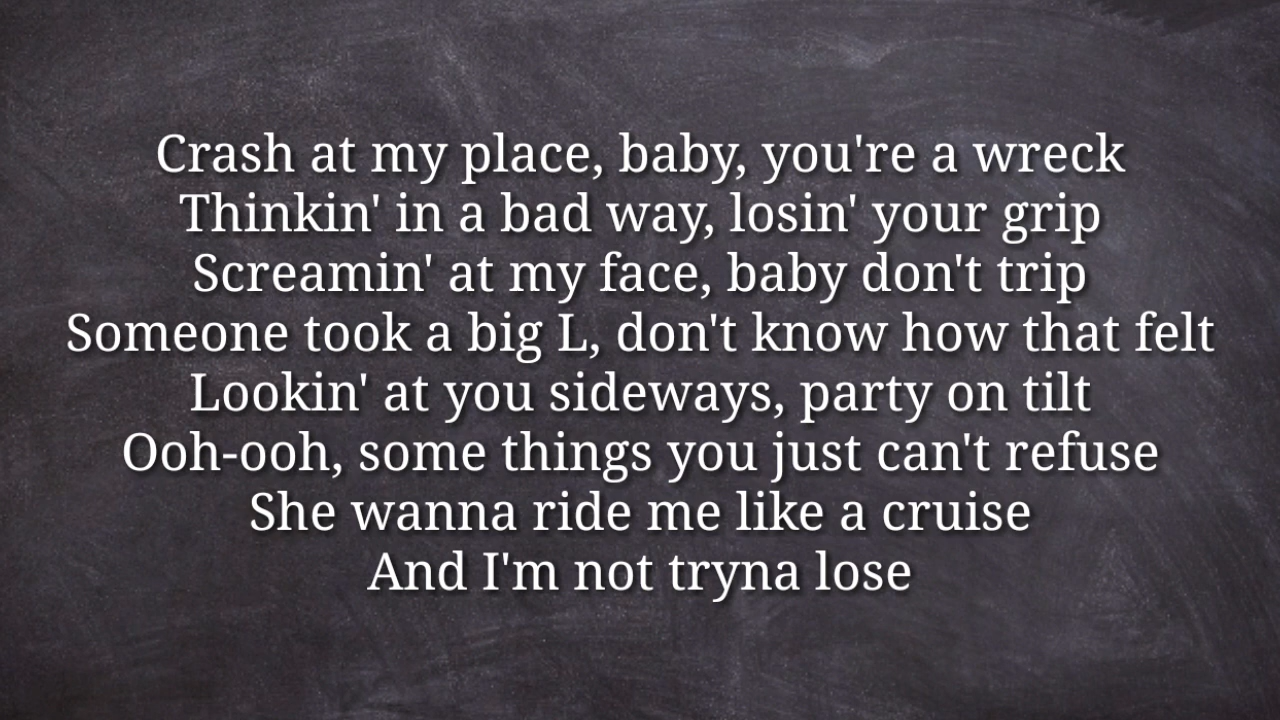 Crash at my place, baby, you're a wreck
Thinkin' in a bad way, losin' your grip
Screamin' at my face, baby don't trip
Someone took a big L, don't know how that felt
Lookin' at you sideways, party on tilt
Ooh-ooh, some things you just can't refuse
She wanna ride me like a cruise
And I'm not tryna lose